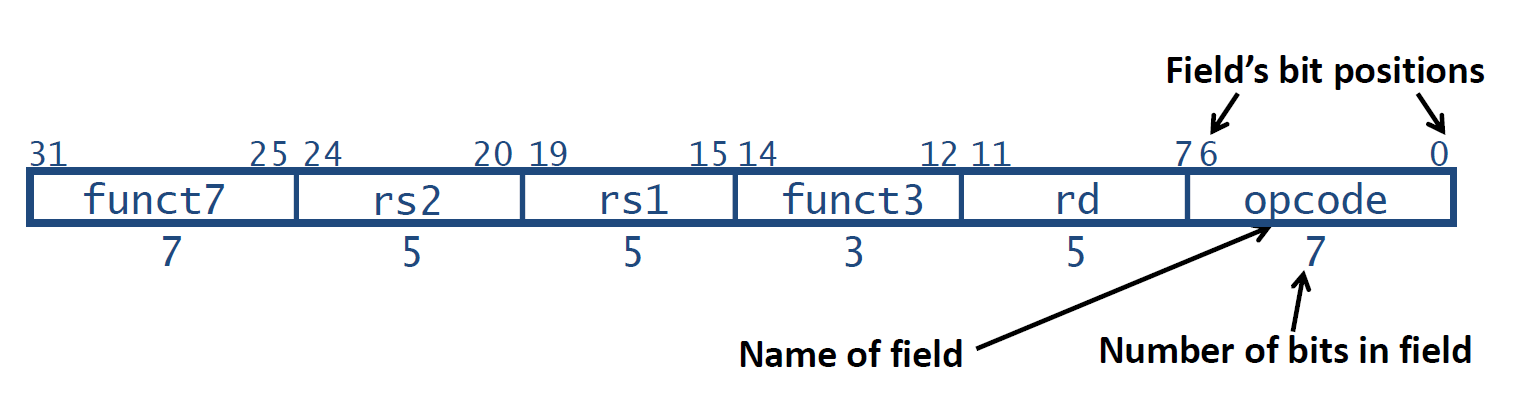 Field's bit positions
31 25 24 20 19 15 14 12 11 7 6 0
funct7 rs2 rs1 funct3 rd opcode
7 5 5 3 5 7
Name of field
Number of bits in field